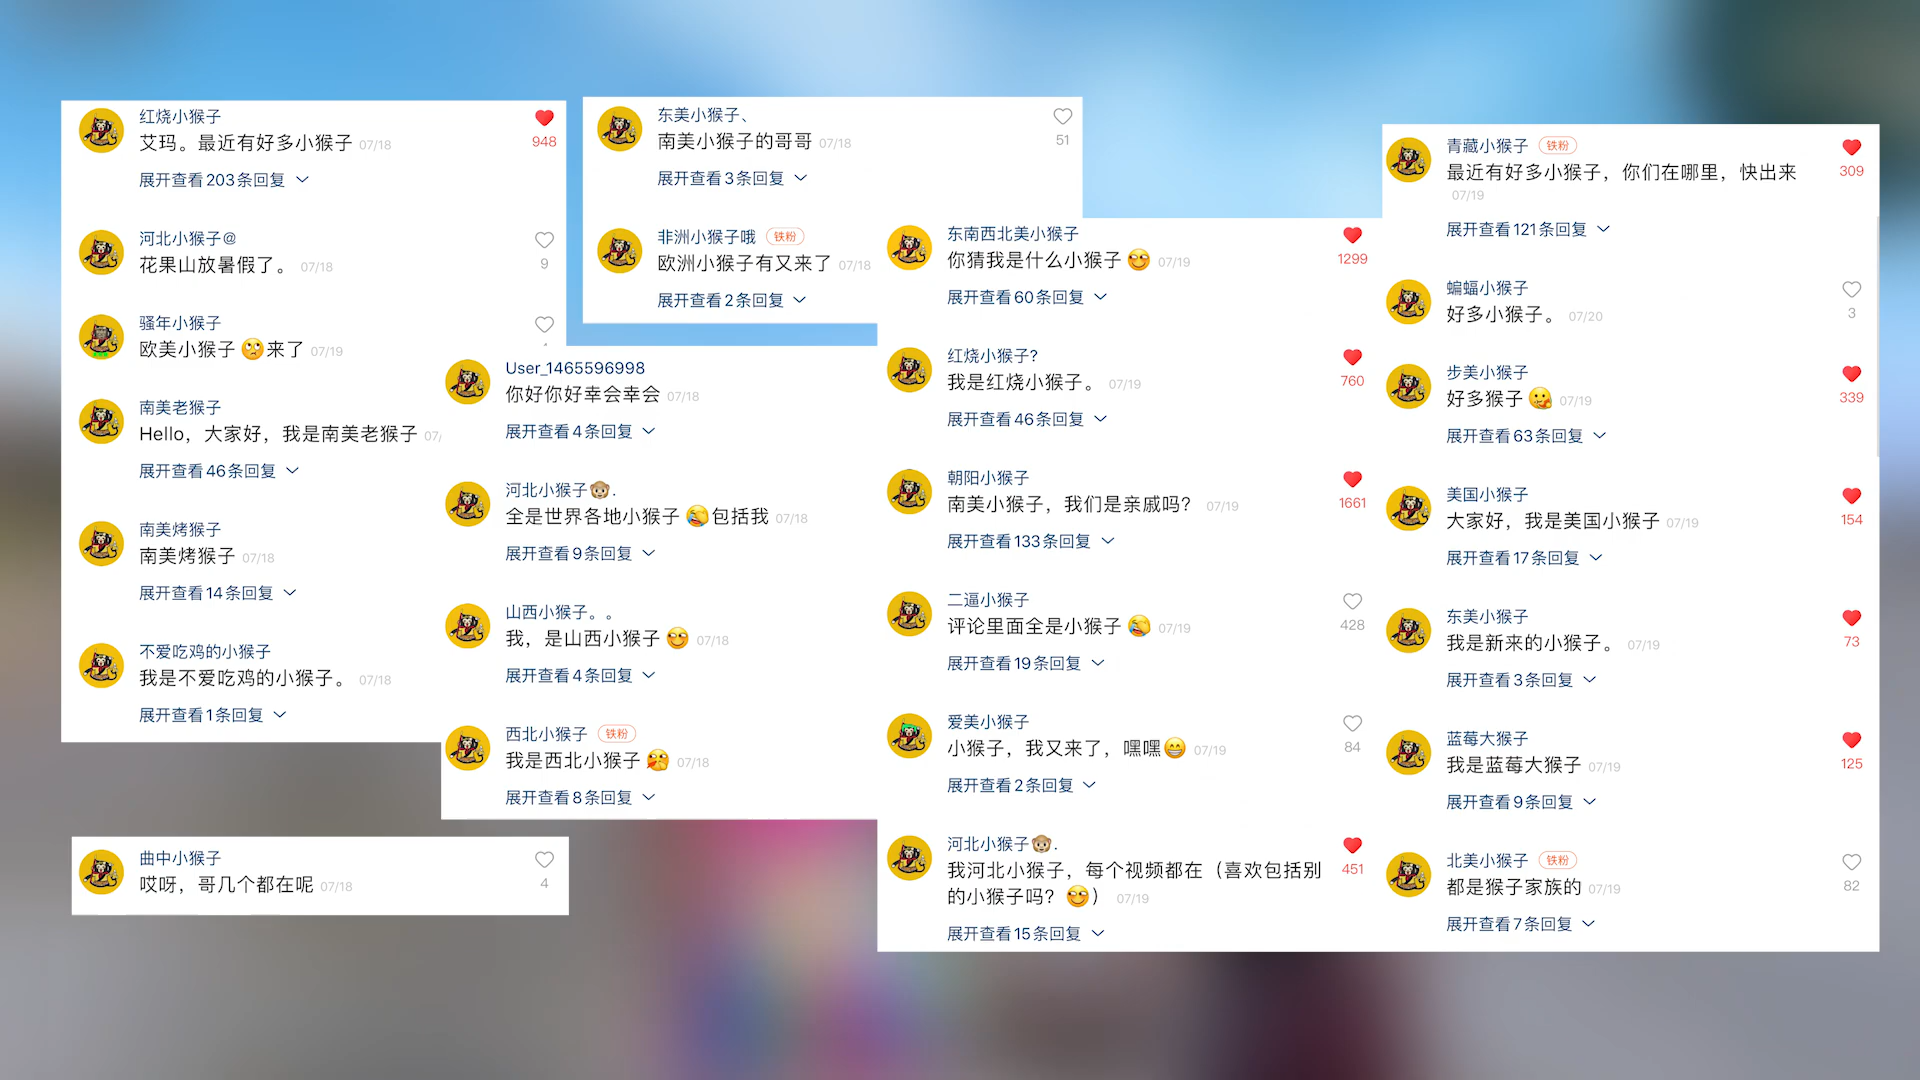 红烧小猴子
艾玛。最近有好多小猴子 07/18
948
展开查看203条回复
河北小猴子@
花果山放暑假了。 07/18
9
骚年小猴子
欧美小猴子🙄来了 07/19
南美老猴子
Hello，大家好，我是南美老猴子 07/
展开查看46条回复
南美烤猴子
南美烤猴子 07/18
展开查看14条回复
不爱吃鸡的小猴子
我是不爱吃鸡的小猴子。 07/18
展开查看1条回复
曲中小猴子
哎呀，哥几个都在呢 07/18
4
User_1465596998
你好你好幸会幸会 07/18
展开查看4条回复
河北小猴子🐵.
全是世界各地小猴子🤣包括我 07/18
展开查看9条回复
山西小猴子。。
我，是山西小猴子😏 07/18
展开查看4条回复
西北小猴子 铁粉
我是西北小猴子🤗 07/18
展开查看8条回复
东美小猴子、
南美小猴子的哥哥 07/18
51
展开查看3条回复
非洲小猴子哦 铁粉
欧洲小猴子有又来了 07/18
展开查看2条回复
东南西北美小猴子
你猜我是什么小猴子😏 07/19
1299
展开查看60条回复
红烧小猴子?
我是红烧小猴子。 07/19
760
展开查看46条回复
朝阳小猴子
南美小猴子，我们是亲戚吗？ 07/19
1661
展开查看133条回复
二逼小猴子
评论里面全是小猴子🤣 07/19
428
展开查看19条回复
爱美小猴子
小猴子，我又来了，嘿嘿😁 07/19
84
展开查看2条回复
河北小猴子🐵.
我河北小猴子，每个视频都在（喜欢包括别
的小猴子吗？😏） 07/19
451
展开查看15条回复
青藏小猴子 铁粉
最近有好多小猴子，你们在哪里，快出来
07/19
309
展开查看121条回复
蝙蝠小猴子
好多小猴子。 07/20
3
步美小猴子
好多猴子🤔 07/19
339
展开查看63条回复
美国小猴子
大家好，我是美国小猴子 07/19
154
展开查看17条回复
东美小猴子
我是新来的小猴子。 07/19
73
展开查看3条回复
蓝莓大猴子
我是蓝莓大猴子 07/19
125
展开查看9条回复
北美小猴子 铁粉
都是猴子家族的 07/19
82
展开查看7条回复